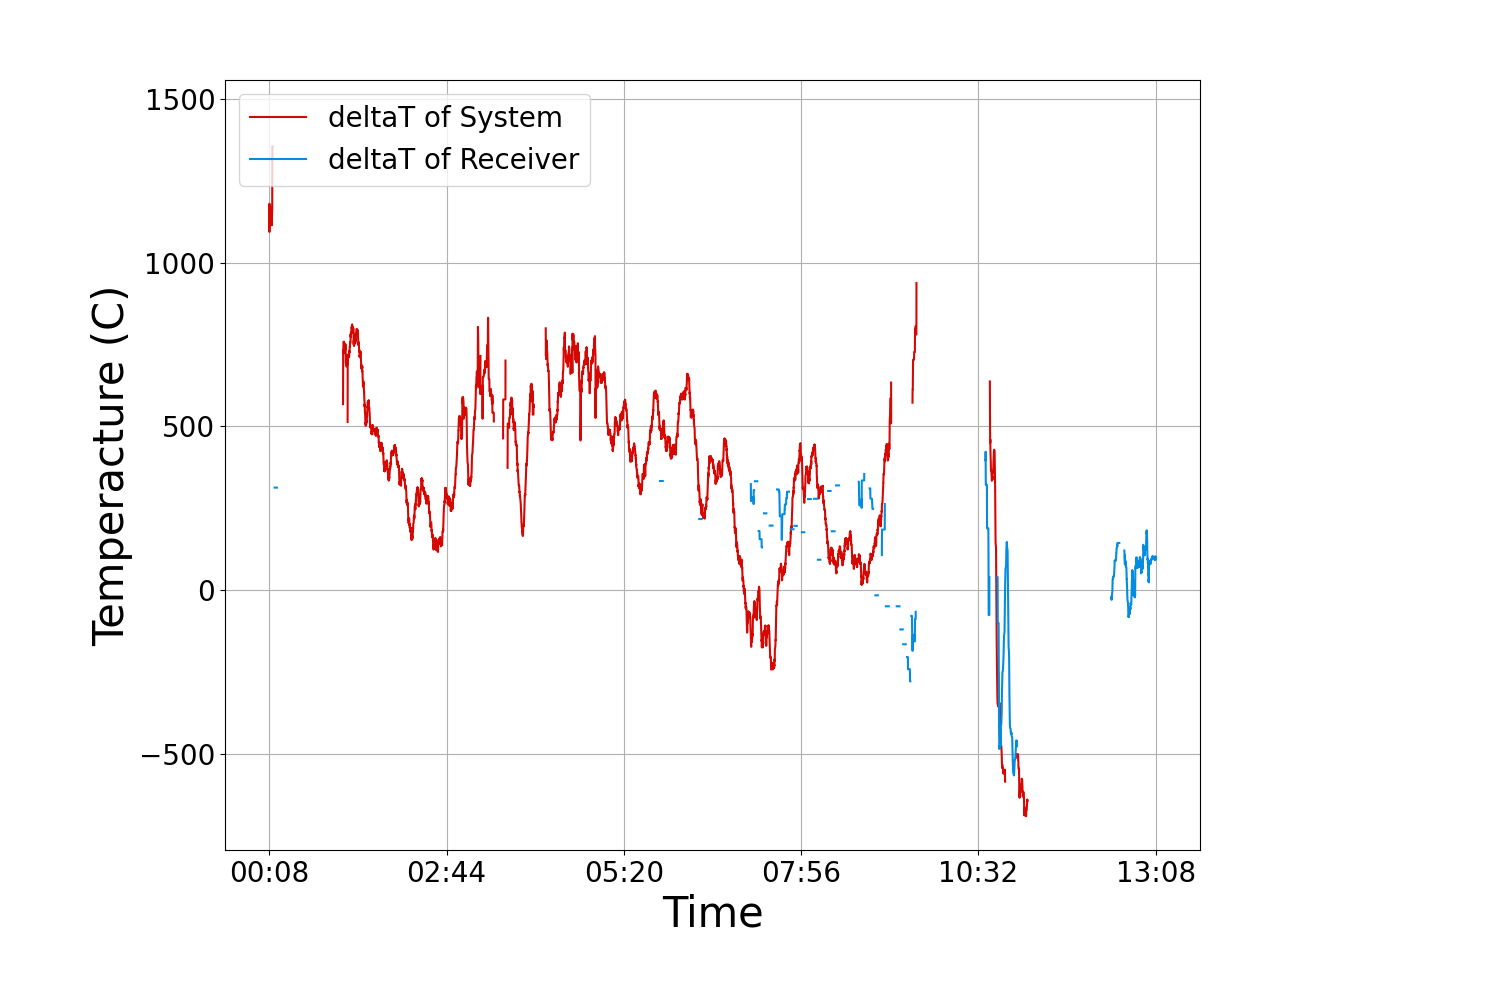 deltaT of System
deltaT of Receiver
1500
1000
500
0
−500
Temperacture (C)
00:08 02:44 05:20 07:56 10:32 13:08
Time